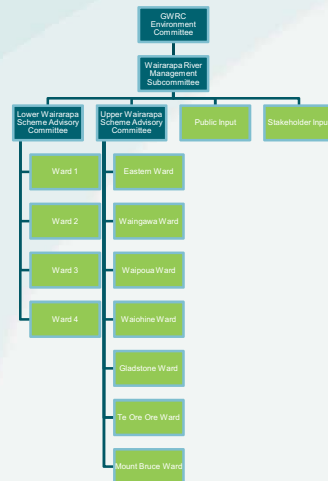 GWRC
Environment
Committee
Wairarapa River
Management
Subcommittee
Lower Wairarapa
Scheme Advisory
Committee
Upper Wairarapa
Scheme Advisory
Committee
Public Input
Stakeholder Input
Ward 1
Ward 2
Ward 3
Ward 4
Eastern Ward
Waingawa Ward
Waipoua Ward
Waiohine Ward
Gladstone Ward
Te Ore Ore Ward
Mount Bruce Ward